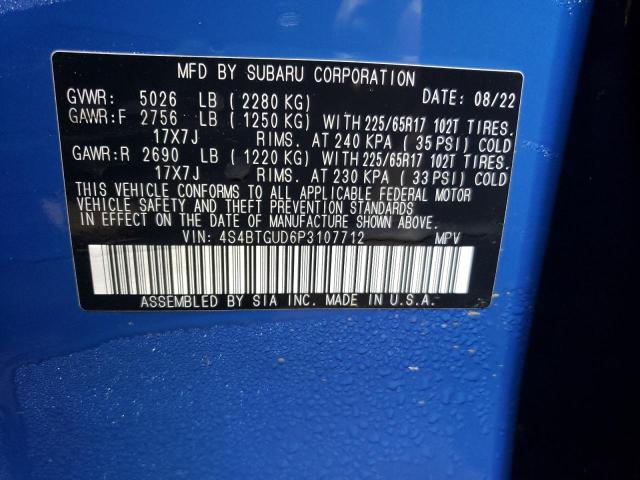 MFD BY SUBARU CORPORATION
GVWR: 5026 LB ( 2280 KG) DATE: 08/22
GAWR:F 2756 LB ( 1250 KG) WITH 225/65R17 102T TIRES.
17X7J RIMS. AT 240 KPA ( 35 PSI) COLD
GAWR:R 2690 LB ( 1220 KG) WITH 225/65R17 102T TIRES.
17X7J RIMS. AT 230 KPA ( 33 PSI) COLD
THIS VEHICLE CONFORMS TO ALL APPLICABLE FEDERAL MOTOR
VEHICLE SAFETY AND THEFT PREVENTION STANDARDS
IN EFFECT ON THE DATE OF MANUFACTURE SHOWN ABOVE.
VIN: 4S4BTGUD6P3107712 MPV
ASSEMBLED BY SIA INC. MADE IN U.S.A.